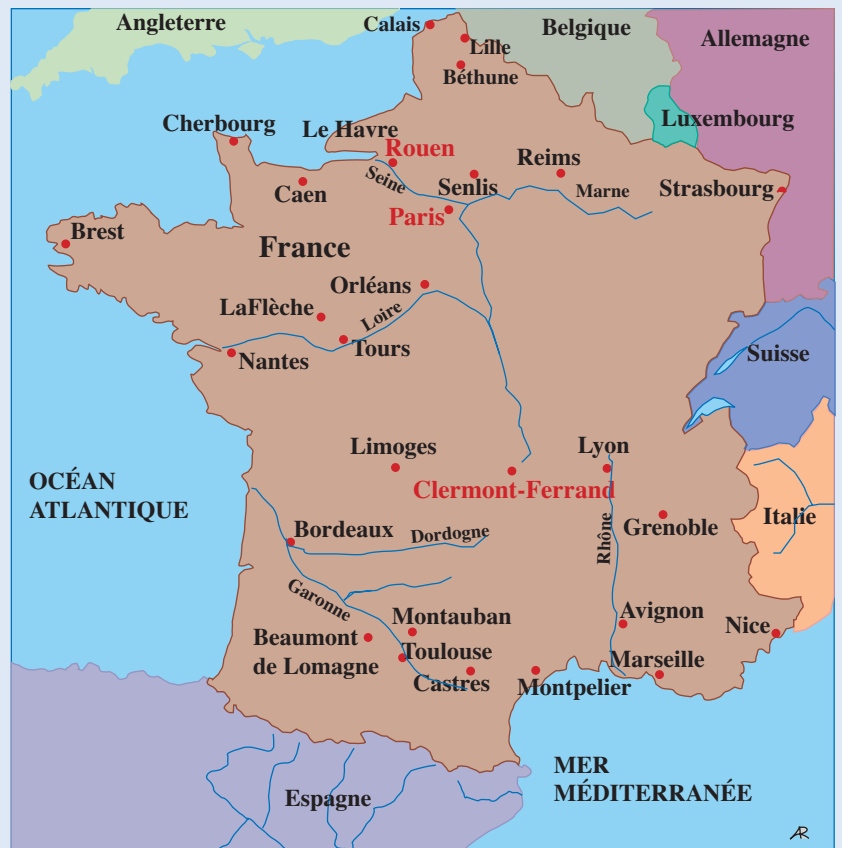 Angleterre
Calais
Belgique
Allemagne
Lille
Béthune
Luxembourg
Cherbourg
Le Havre
Rouen
Reims
Seine
Senlis
Marne
Strasbourg
Caen
Paris
Brest
France
Orléans
LaFlèche
Loire
Tours
Nantes
Suisse
Limoges
Lyon
Clermont-Ferrand
OCÉAN
ATLANTIQUE
Italie
Grenoble
Bordeaux
Dordogne
Rhône
Garonne
Montauban
Avignon
Nice
Beaumont
de Lomagne
Toulouse
Marseille
Castres
Montpelier
MER
MÉDITERRANÉE
Espagne
AR